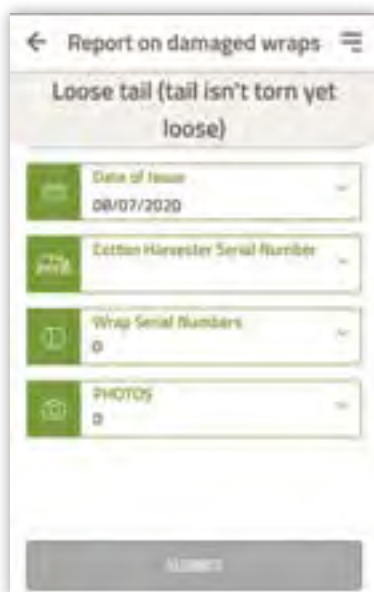 Report on damaged wraps
Loose tail (tail isn't torn yet
loose)
Date of Issue
08/07/2020
Cotton Harvester Serial Number
Wrap Serial Numbers
0
PHOTOS
0
SUBMIT